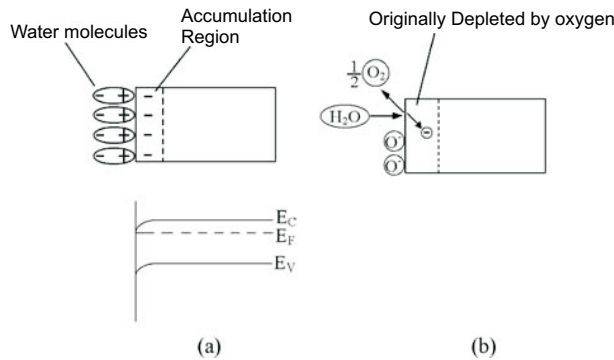 Water molecules
Accumulation
Region
- +
- +
- +
- +
-
-
-
-
E_C
E_F
E_V
(a)
Originally Depleted by oxygen
1/2 O₂
H₂O
-
O⁻
O⁻
(b)